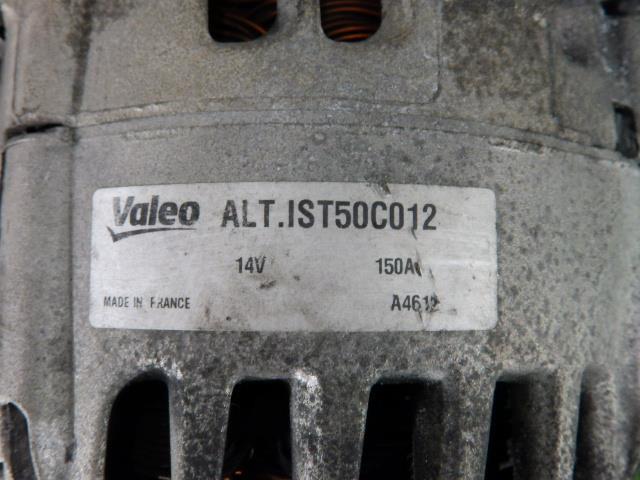 Valeo ALT.IST50C012
14V 150A
MADE IN FRANCE A4612